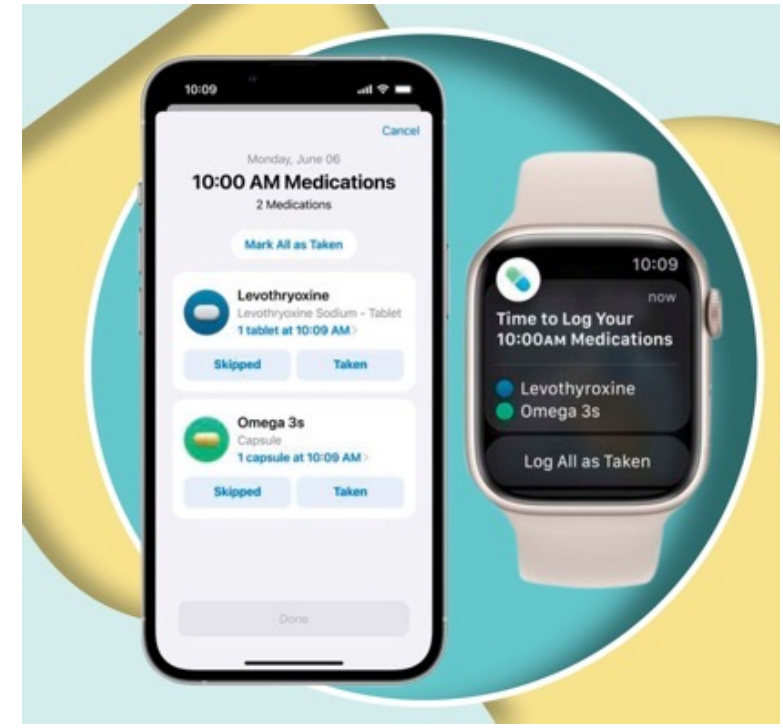 10:09
Cancel
Monday, June 06
10:00 AM Medications
2 Medications
Mark All as Taken
Levothryoxine
Levothryoxine Sodium - Tablet
1 tablet at 10:09 AM
Skipped Taken
Omega 3s
Capsule
1 capsule at 10:09 AM
Skipped Taken
Done
10:09
now
Time to Log Your
10:00AM Medications
Levothyroxine
Omega 3s
Log All as Taken